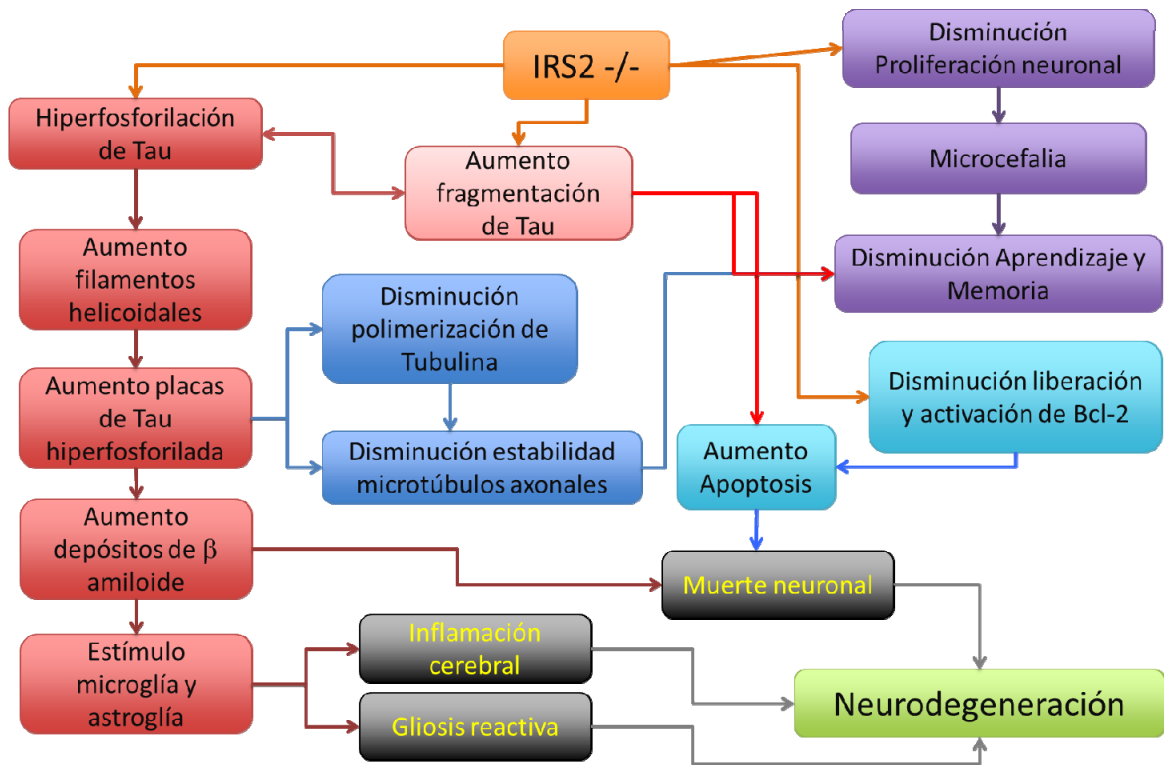 IRS2 -/-
Disminución
Proliferación neuronal
Hiperfosforilación
de Tau
Aumento
fragmentación
de Tau
Microcefalia
Aumento
filamentos
helicoidales
Disminución Aprendizaje y
Memoria
Disminución
polimerización de
Tubulina
Aumento placas
de Tau
hiperfosforilada
Disminución liberación
y activación de Bcl-2
Disminución estabilidad
microtúbulos axonales
Aumento
Apoptosis
Aumento
depósitos de β
amiloide
Muerte neuronal
Estímulo
microglía y
astroglía
Inflamación
cerebral
Gliosis reactiva
Neurodegeneración